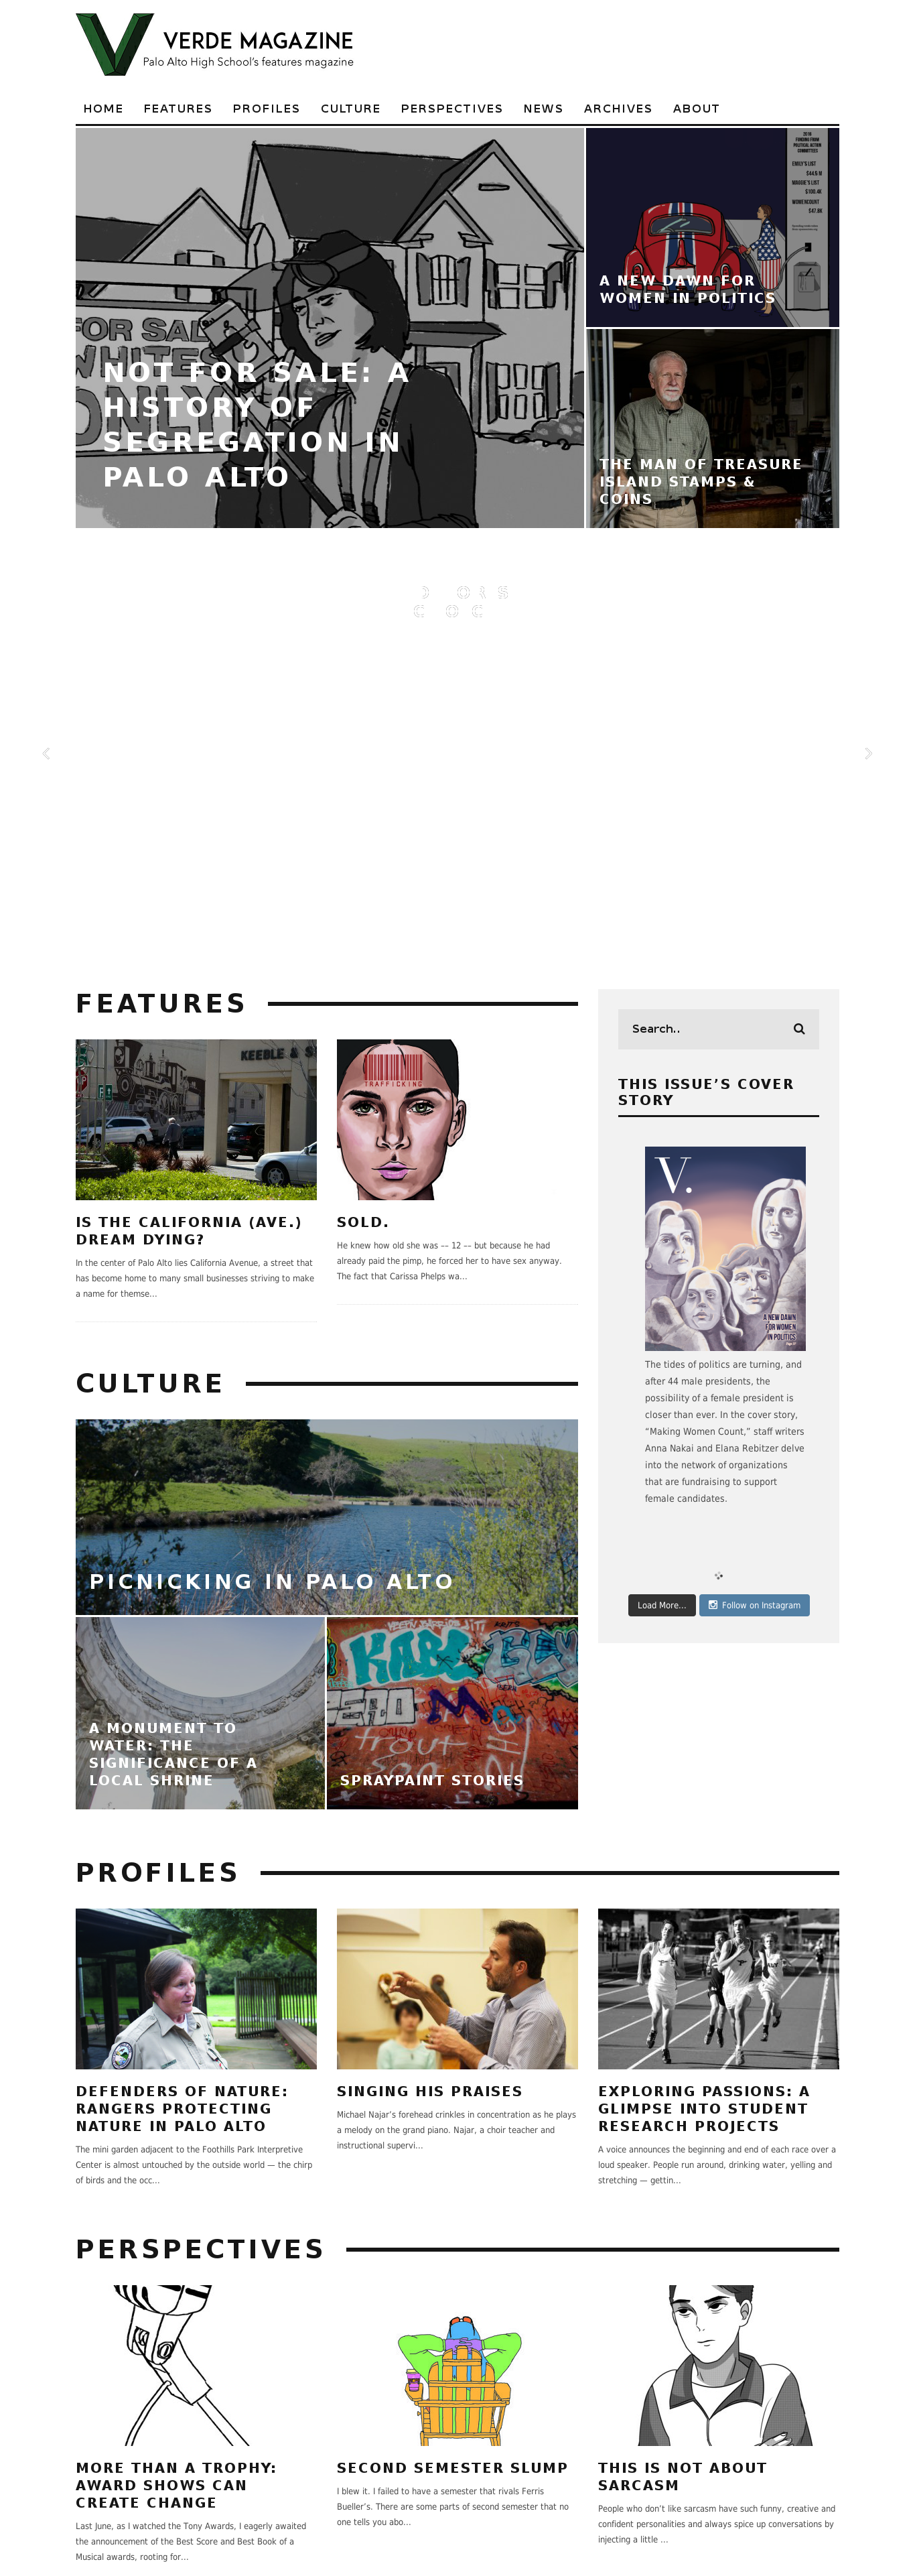 VERDE MAGAZINE
Palo Alto High School's features magazine
HOME FEATURES PROFILES CULTURE PERSPECTIVES NEWS ARCHIVES ABOUT
FOR SALE
WHITES
ONLY
NOT FOR SALE: A
HISTORY OF
SEGREGATION IN
PALO ALTO
A NEW DAWN FOR
WOMEN IN POLITICS
THE MAN OF TREASURE
ISLAND STAMPS &
COINS
FEATURES
KEEBLE & S
TRAFFICKING
IS THE CALIFORNIA (AVE.)
DREAM DYING?
In the center of Palo Alto lies California Avenue, a street that
has become home to many small businesses striving to make
a name for themse...
SOLD.
He knew how old she was -- 12 -- but because he had
already paid the pimp, he forced her to have sex anyway.
The fact that Carissa Phelps wa...
Search..
THIS ISSUE'S COVER
STORY
V.
A NEW DAWN
FOR WOMEN
IN POLITICS
The tides of politics are turning, and
after 44 male presidents, the
possibility of a female president is
closer than ever. In the cover story,
“Making Women Count,” staff writers
Anna Nakai and Elana Rebitzer delve
into the network of organizations
that are fundraising to support
female candidates.
Load More...
Follow on Instagram
CULTURE
PICNICKING IN PALO ALTO
A MONUMENT TO
WATER: THE
SIGNIFICANCE OF A
LOCAL SHRINE
trout
SPRAYPAINT STORIES
PROFILES
DEFENDERS OF NATURE:
RANGERS PROTECTING
NATURE IN PALO ALTO
The mini garden adjacent to the Foothills Park Interpretive
Center is almost untouched by the outside world — the chirp
of birds and the occ...
SINGING HIS PRAISES
Michael Najar's forehead crinkles in concentration as he plays
a melody on the grand piano. Najar, a choir teacher and
instructional supervi...
EXPLORING PASSIONS: A
GLIMPSE INTO STUDENT
RESEARCH PROJECTS
A voice announces the beginning and end of each race over a
loud speaker. People run around, drinking water, yelling and
stretching — gettin...
PERSPECTIVES
MORE THAN A TROPHY:
AWARD SHOWS CAN
CREATE CHANGE
Last June, as I watched the Tony Awards, I eagerly awaited
the announcement of the Best Score and Best Book of a
Musical awards, rooting for...
SECOND SEMESTER SLUMP
I blew it. I failed to have a semester that rivals Ferris
Bueller's. There are some parts of second semester that no
one tells you abo...
THIS IS NOT ABOUT
SARCASM
People who don't like sarcasm have such funny, creative and
confident personalities and always spice up conversations by
injecting a little ...